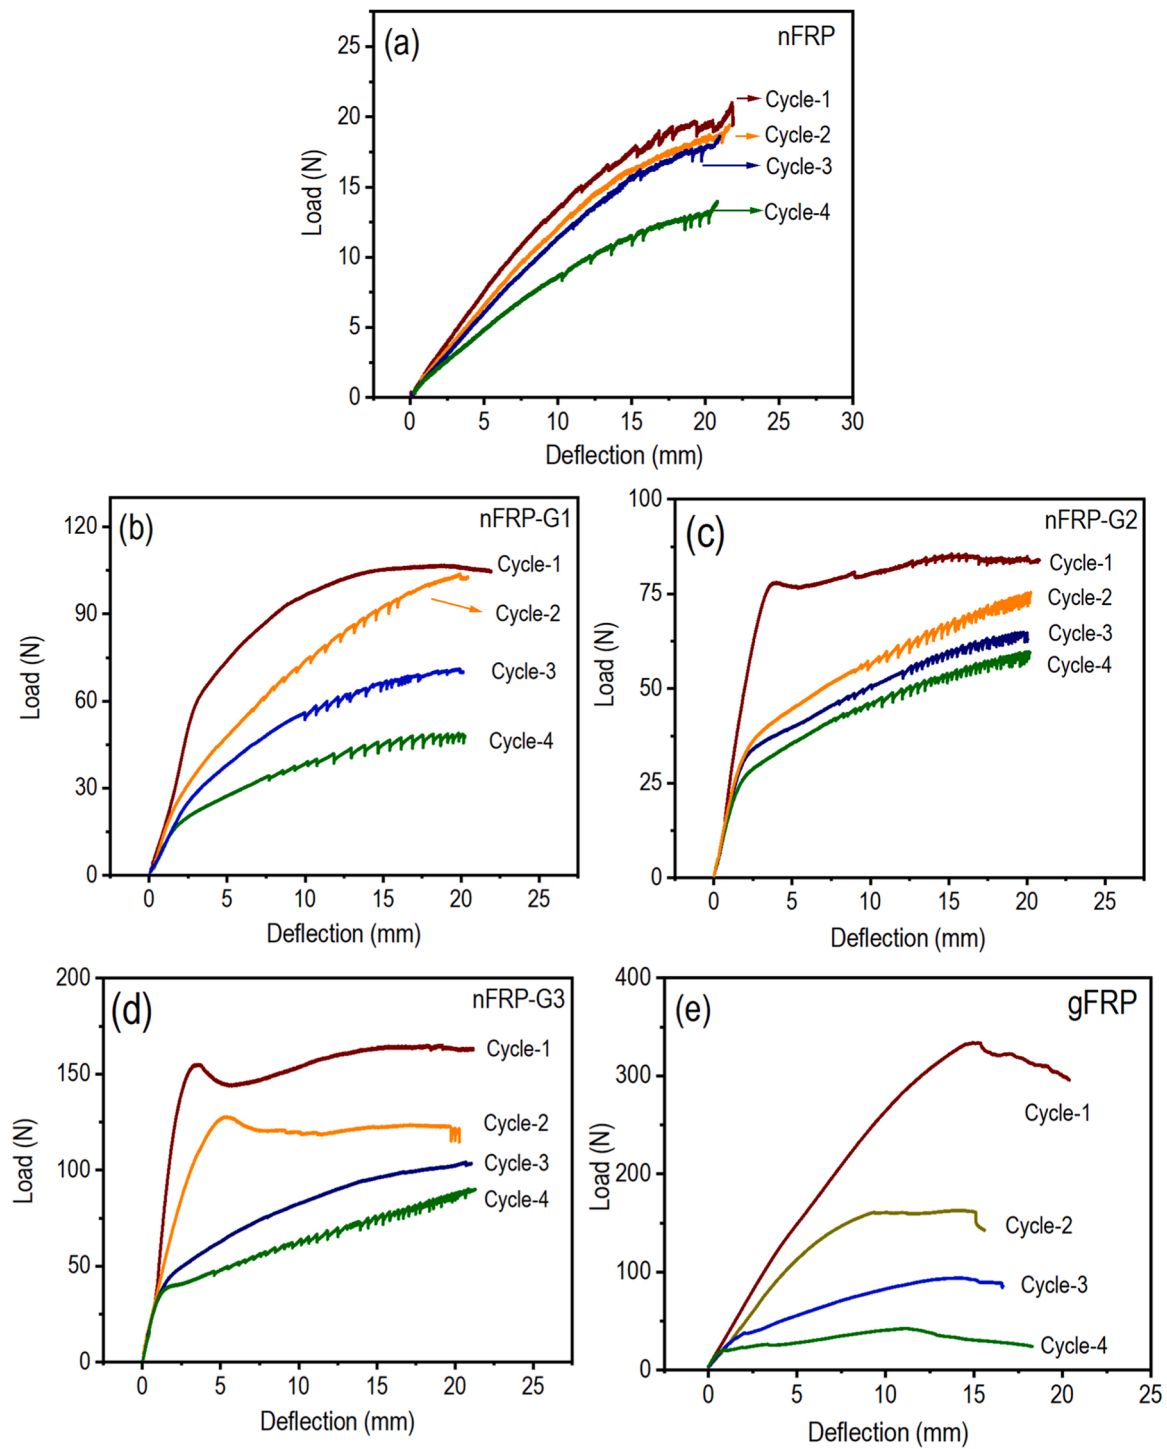 (a)
nFRP
25
20
15
10
5
0
Load (N)
Cycle-1
Cycle-2
Cycle-3
Cycle-4
0 5 10 15 20 25 30
Deflection (mm)
(b)
nFRP-G1
120
90
60
30
0
Load (N)
Cycle-1
Cycle-2
Cycle-3
Cycle-4
0 5 10 15 20 25
Deflection (mm)
(c)
nFRP-G2
100
75
50
25
0
Load (N)
Cycle-1
Cycle-2
Cycle-3
Cycle-4
0 5 10 15 20 25
Deflection (mm)
(d)
nFRP-G3
200
150
100
50
0
Load (N)
Cycle-1
Cycle-2
Cycle-3
Cycle-4
0 5 10 15 20 25
Deflection (mm)
(e)
gFRP
400
300
200
100
0
Load (N)
Cycle-1
Cycle-2
Cycle-3
Cycle-4
0 5 10 15 20 25
Deflection (mm)